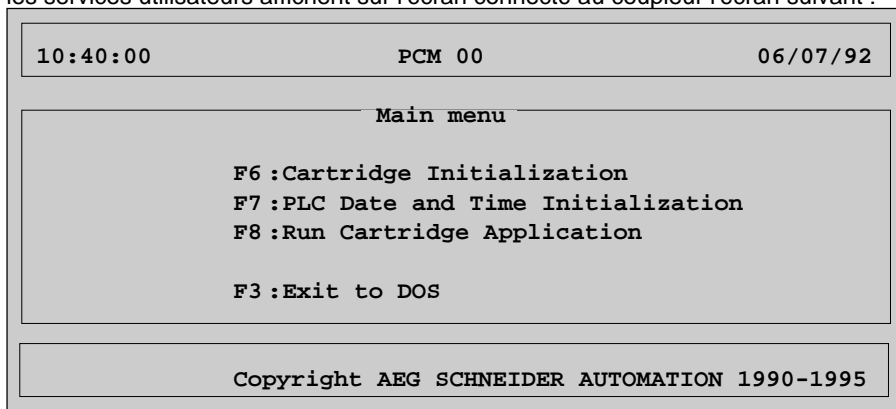 les services utilisateurs affichent sur l'écran connecté au coupleur l'écran suivant :
10:40:00 PCM 00 06/07/92
Main menu
F6 :Cartridge Initialization
F7 :PLC Date and Time Initialization
F8 :Run Cartridge Application
F3 :Exit to DOS
Copyright AEG SCHNEIDER AUTOMATION 1990-1995